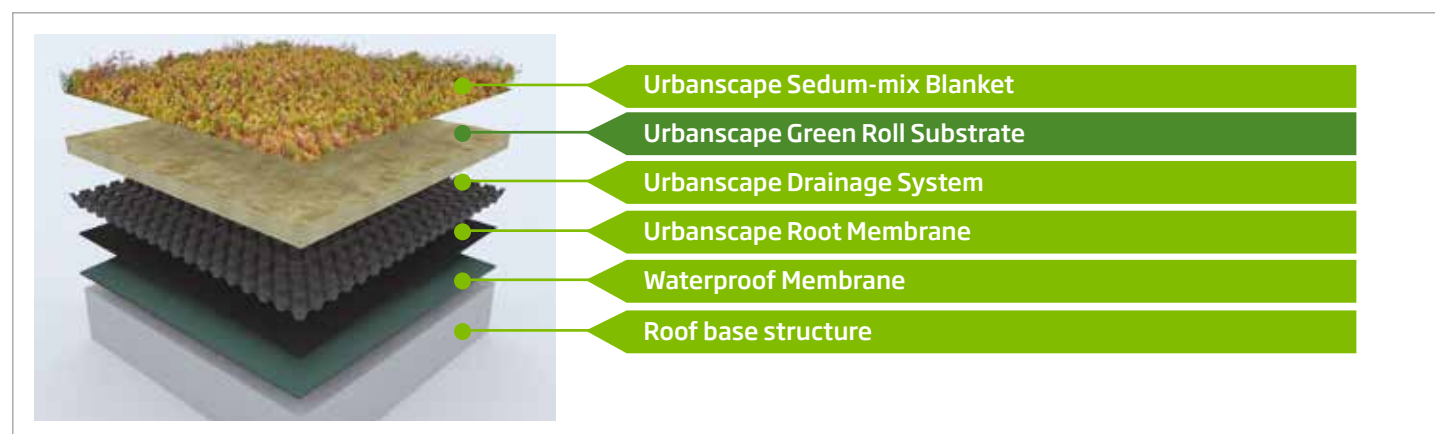 Urbanscape Sedum-mix Blanket
Urbanscape Green Roll Substrate
Urbanscape Drainage System
Urbanscape Root Membrane
Waterproof Membrane
Roof base structure